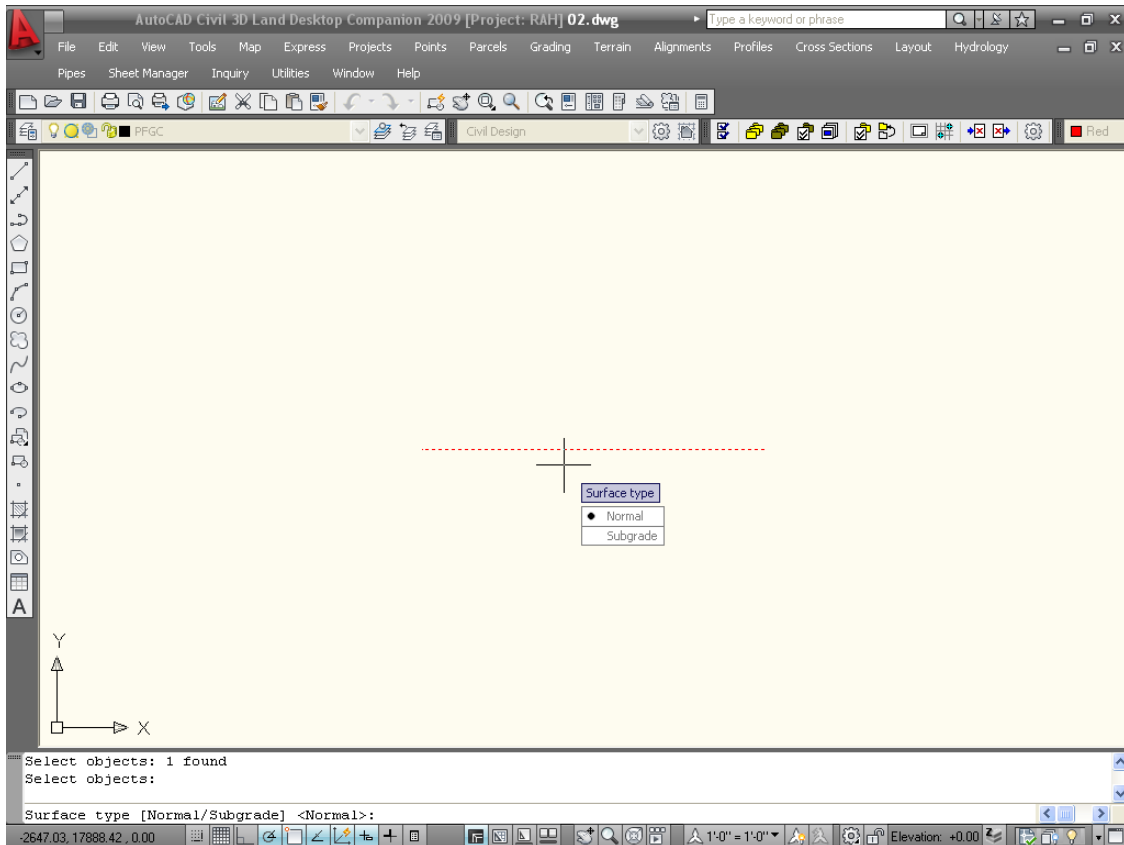 AutoCAD Civil 3D Land Desktop Companion 2009 [Project: RAH] 02.dwg Type a keyword or phrase
File Edit View Tools Map Express Projects Points Parcels Grading Terrain Alignments Profiles Cross Sections Layout Hydrology
Pipes Sheet Manager Inquiry Utilities Window Help
PFGC Civil Design Red
A
Surface type
Normal
Subgrade
Y
X
Select objects: 1 found
Select objects:
Surface type [Normal/Subgrade] <Normal>:
-2647.03, 17888.42 , 0.00 1'0" = 1'-0" Elevation: +0.00